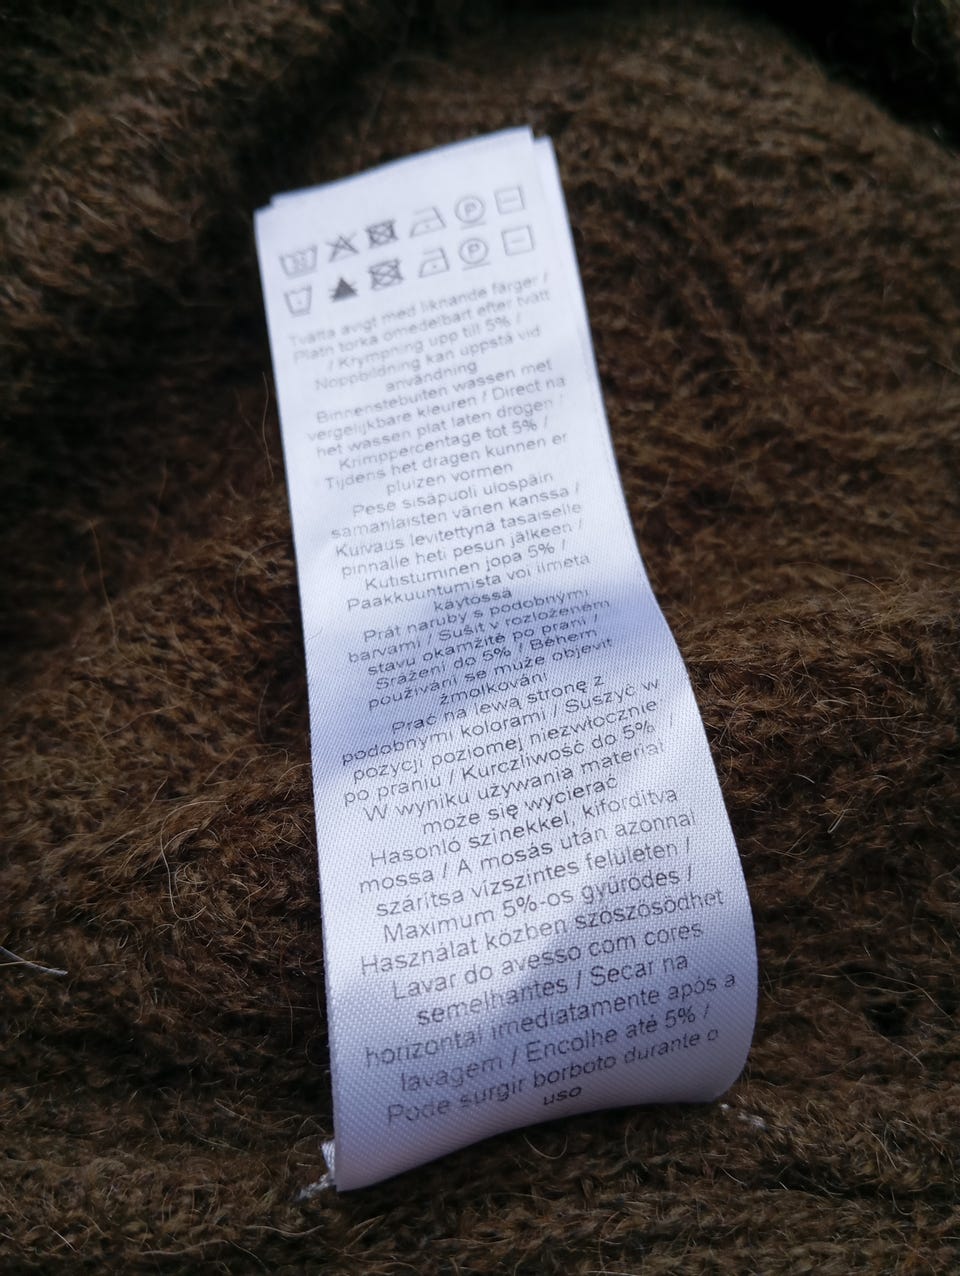 P
P
Tvätta avigt med liknande färger /
Plantn torka omedelbart efter tvätt
/ Krympning upp till 5% /
Noppbildning kan uppstå vid
användning
Binnenstebuiten wassen met
vergelijkbare kleuren / Direct na
het wassen plat laten drogen /
Krimppercentage tot 5% /
Tijdens het dragen kunnen er
pluizen vormen
Pese sisäpuoli ulospäin
samanlaisten värien kanssa /
Kuivaus levitettynä tasaiselle
pinnalle heti pesun jälkeen /
Kutistuminen jopa 5% /
Paakkuuntumista voi ilmetä
käytössä
Prát naruby s podobnými
barvami / Sušit v rozloženém
stavu okamžitě po praní /
Sražení do 5% / Během
používání se může objevit
žmolkování
Prać na lewą stronę z
podobnymi kolorami / Suszyć w
pozycji poziomej niezwłocznie
po praniu / Kurczliwość do 5% /
W wyniku używania materiał
może się wycierać
Hasonló színekkel, kifordítva
mossa / A mosás után azonnal
szárítsa vízszintes felületen /
Maximum 5%-os gyűrődés /
Használat közben szöszösödhet
Lavar do avesso com cores
semelhantes / Secar na
horizontal imediatamente após a
lavagem / Encolhe até 5% /
Pode surgir borboto durante o
uso